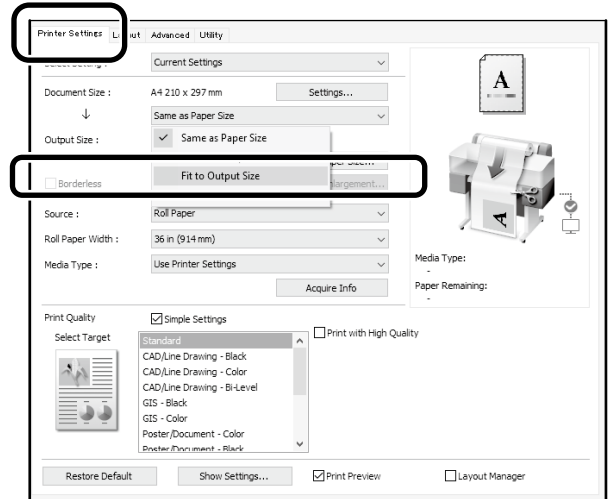 Printer Settings Layout Advanced Utility
Current Settings
Document Size : A4 210 x 297 mm Settings...
↓ Same as Paper Size
Output Size : ✓ Same as Paper Size
Fit to Output Size
Borderless
Source : Roll Paper
Roll Paper Width : 36 in (914 mm)
Media Type : Use Printer Settings
Acquire Info
A
A
Media Type:
-
Paper Remaining:
-
Print Quality Simple Settings
Select Target
Print with High Quality
Standard
CAD/Line Drawing - Black
CAD/Line Drawing - Color
CAD/Line Drawing - Bi-Level
GIS - Black
GIS - Color
Poster/Document - Color
Poster/Document - Black
Restore Default Show Settings... Print Preview Layout Manager